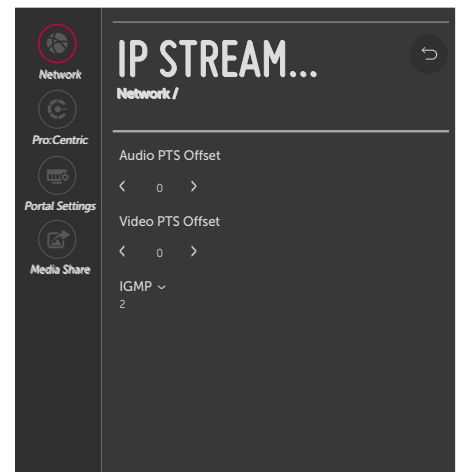 Network
Pro:Centric
Portal Settings
Media Share
IP STREAM...
Network /
Audio PTS Offset
0
Video PTS Offset
0
IGMP
2